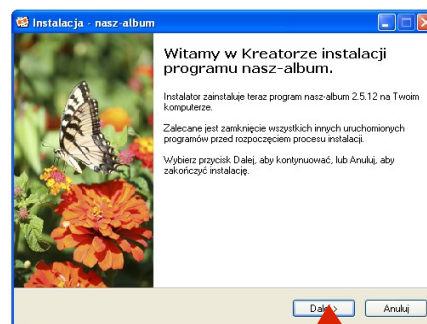 Instalacja - nasz-album
Witamy w Kreatorze instalacji
programu nasz-album.
Instalator zainstaluje teraz program nasz-album 2.5.12 na Twoim
komputerze.
Zalecane jest zamknięcie wszystkich innych uruchomionych
programów przed rozpoczęciem procesu instalacji.
Wybierz przycisk Dalej, aby kontynuować, lub Anuluj, aby
zakończyć instalację.
Dalej >
Anuluj